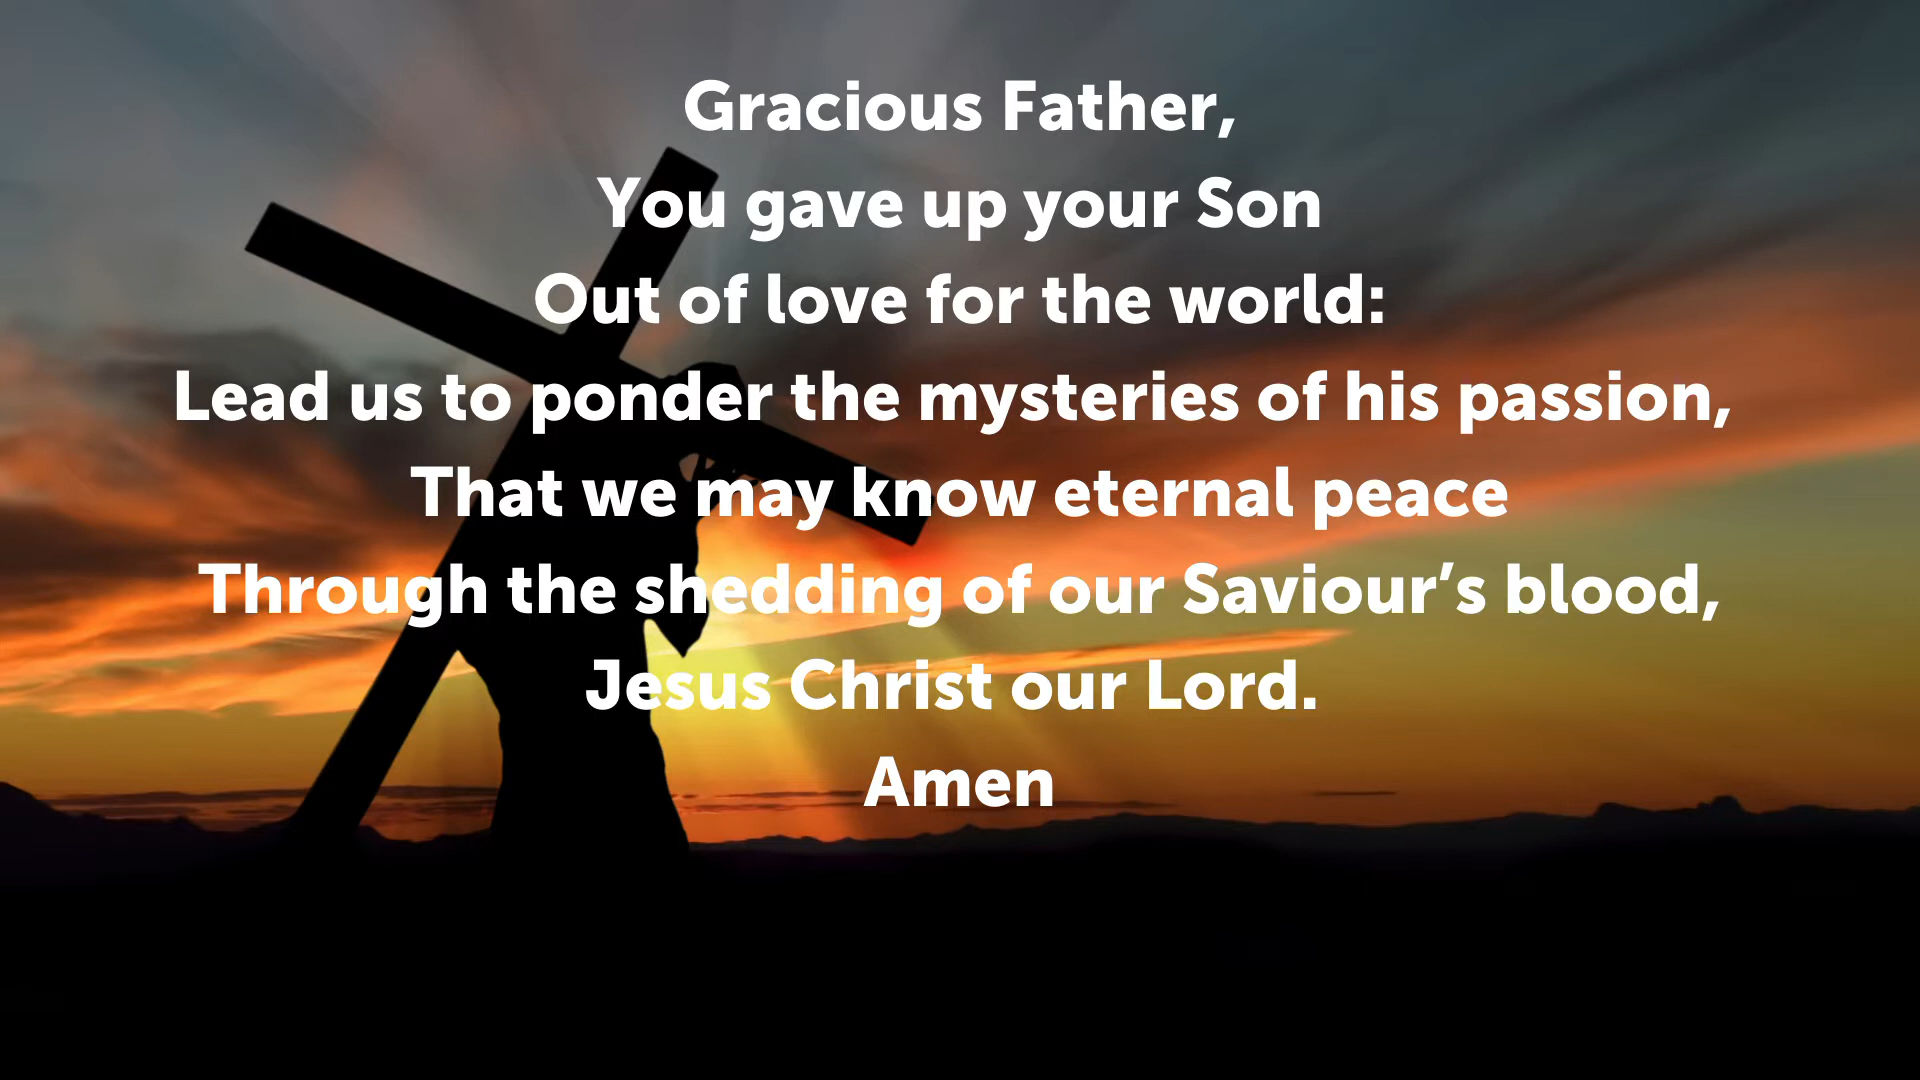 Gracious Father,
You gave up your Son
Out of love for the world:
Lead us to ponder the mysteries of his passion,
That we may know eternal peace
Through the shedding of our Saviour’s blood,
Jesus Christ our Lord.
Amen